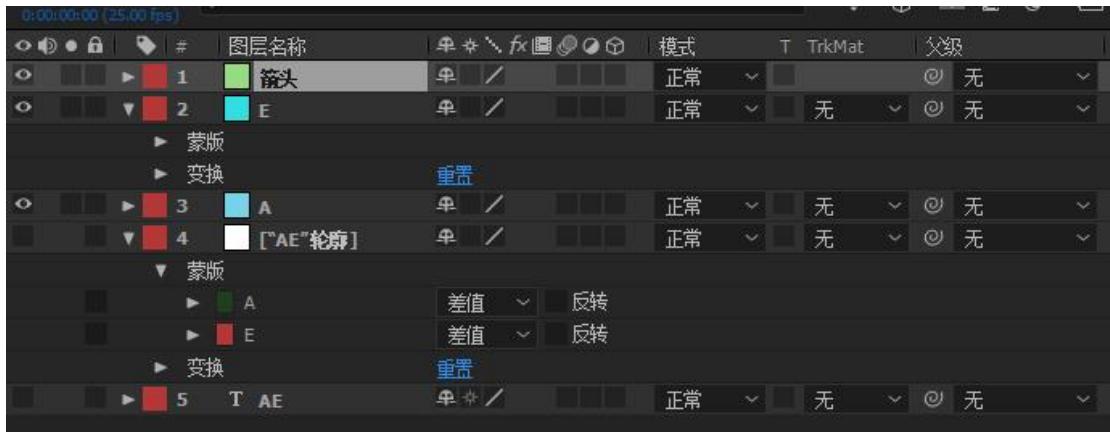 0:00:00:00 (25.00 fps)
# 图层名称 fx 模式 T TrkMat 父级
1 箭头 正常 无
2 E 正常 无 无
蒙版
变换 重置
3 A 正常 无 无
4 ["AE"轮廓] 正常 无 无
蒙版
A 差值 反转
E 差值 反转
变换 重置
5 T AE 正常 无 无